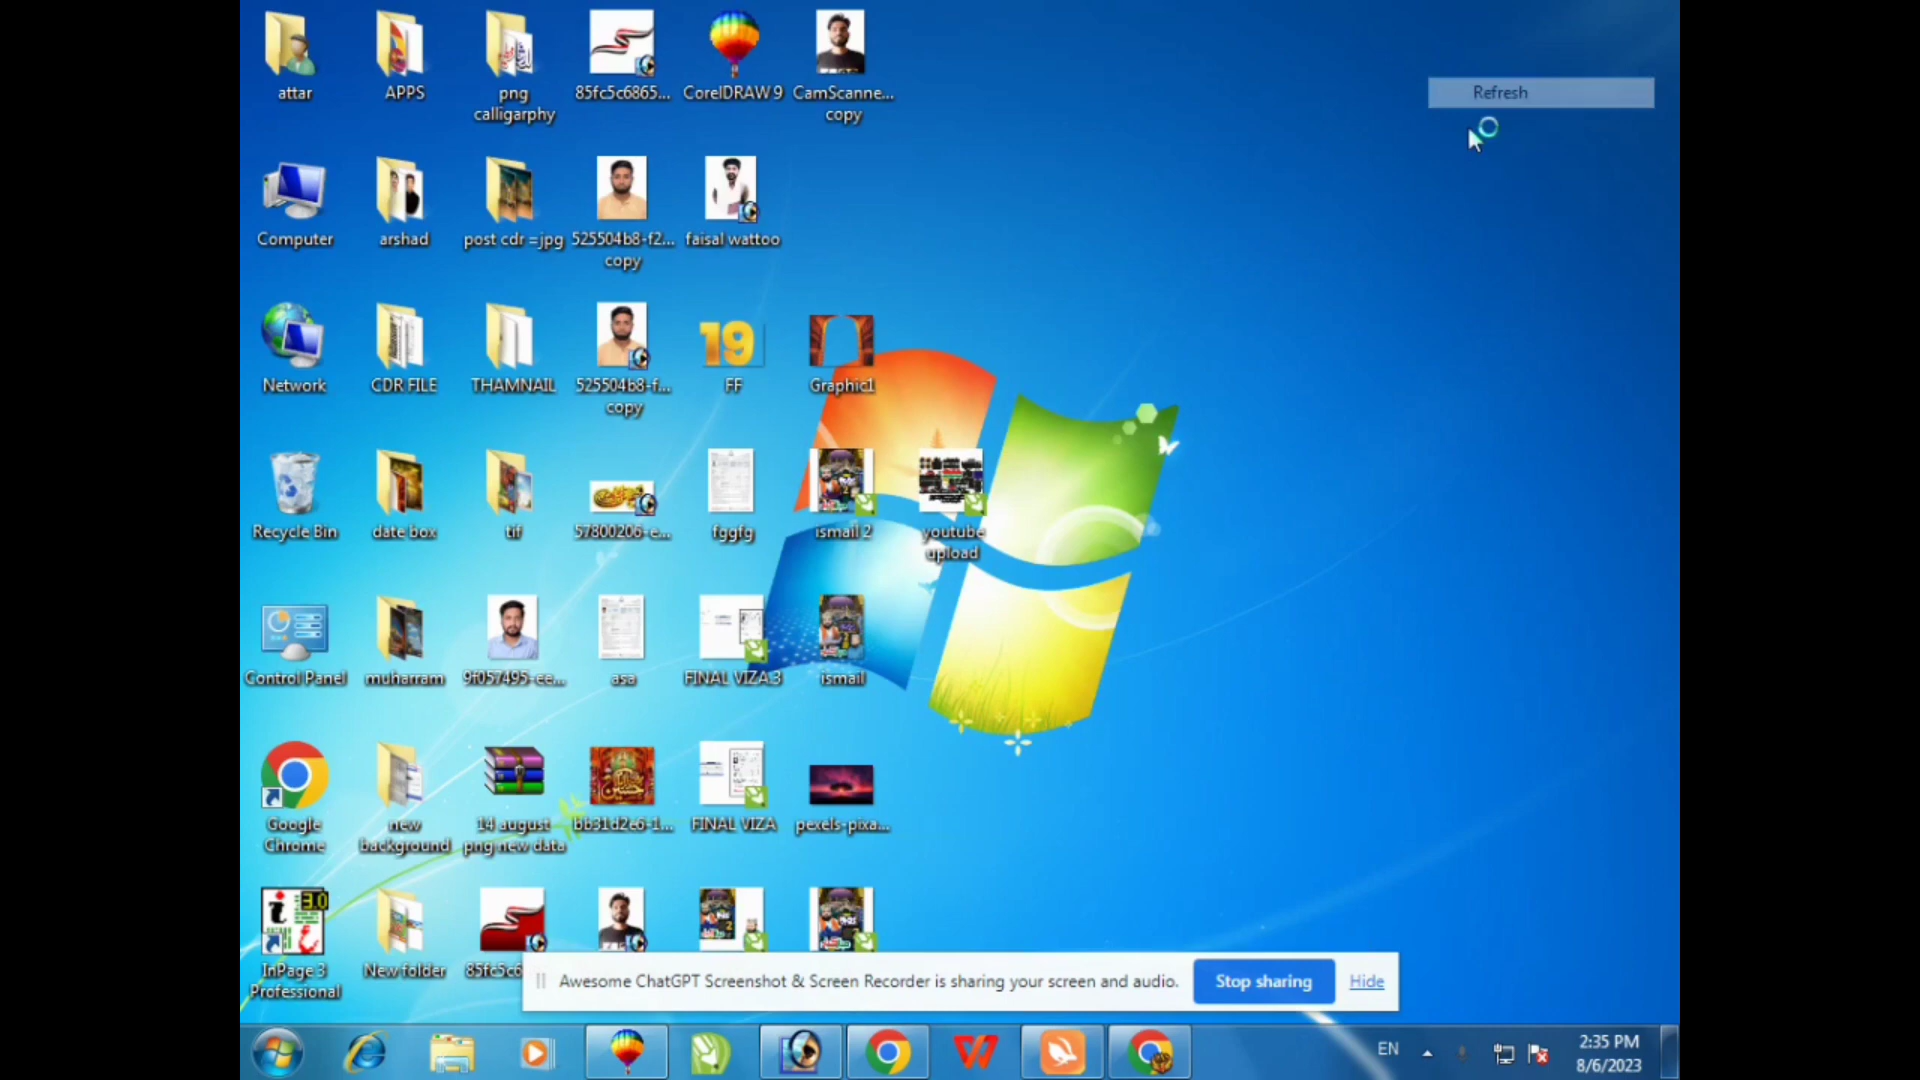 attar
APPS
png
calligarphy
85fc5c6865...
CorelDRAW 9
CamScanne...
copy
Refresh
Computer
arshad
post cdr =jpg
525504b8-f2...
copy
faisal wattoo
Network
CDR FILE
THAMNAIL
525504b8-f...
copy
19
FF
Graphic1
Recycle Bin
date box
tif
57800206-e...
fggfg
ismail 2
youtube
upload
Control Panel
muharram
9f057495-ee...
asa
FINAL VIZA 3
ismail
Google
Chrome
new
background
14 august
png new data
bb31d2c6-1...
FINAL VIZA
pexels-pixa...
3.0
InPage 3
Professional
New folder
85fc5c6
Awesome ChatGPT Screenshot & Screen Recorder is sharing your screen and audio.
Stop sharing
Hide
EN
2:35 PM
8/6/2023